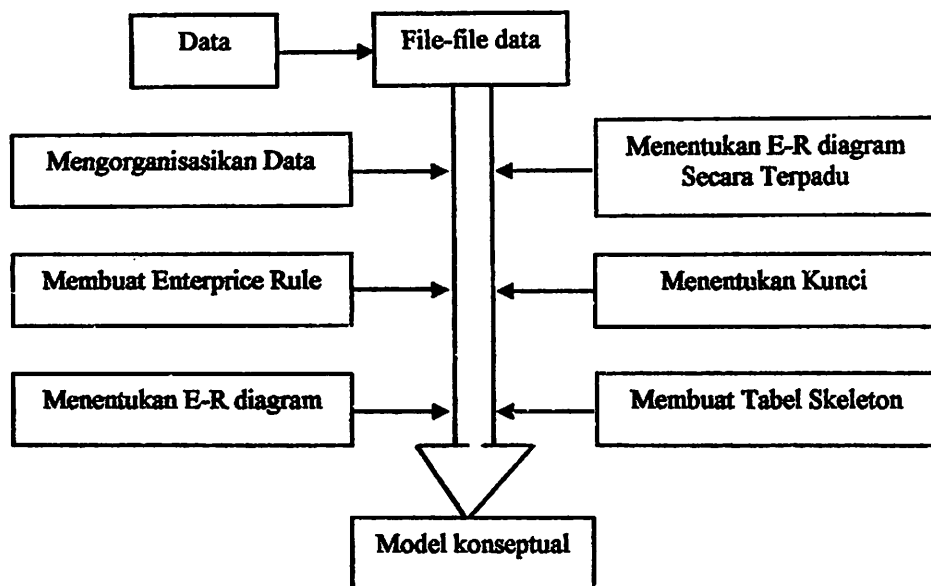 Data
File-file data
Mengorganisasikan Data
Menentukan E-R diagram
Secara Terpadu
Membuat Enterprice Rule
Menentukan Kunci
Menentukan E-R diagram
Membuat Tabel Skeleton
Model konseptual